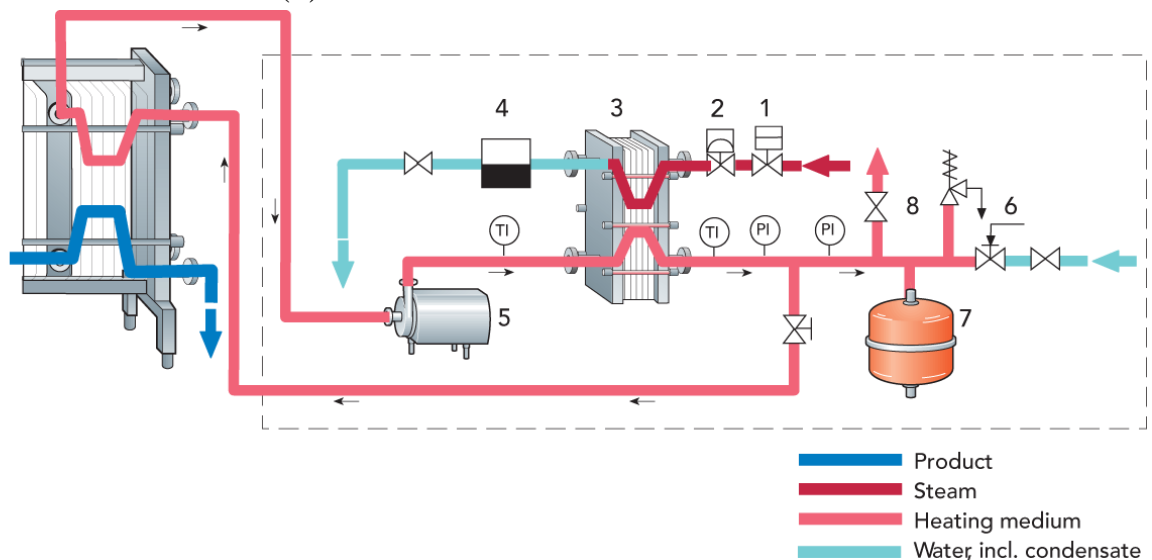 4
3
2
1
TI
TI
PI
PI
8
6
5
7
Product
Steam
Heating medium
Water, incl. condensate